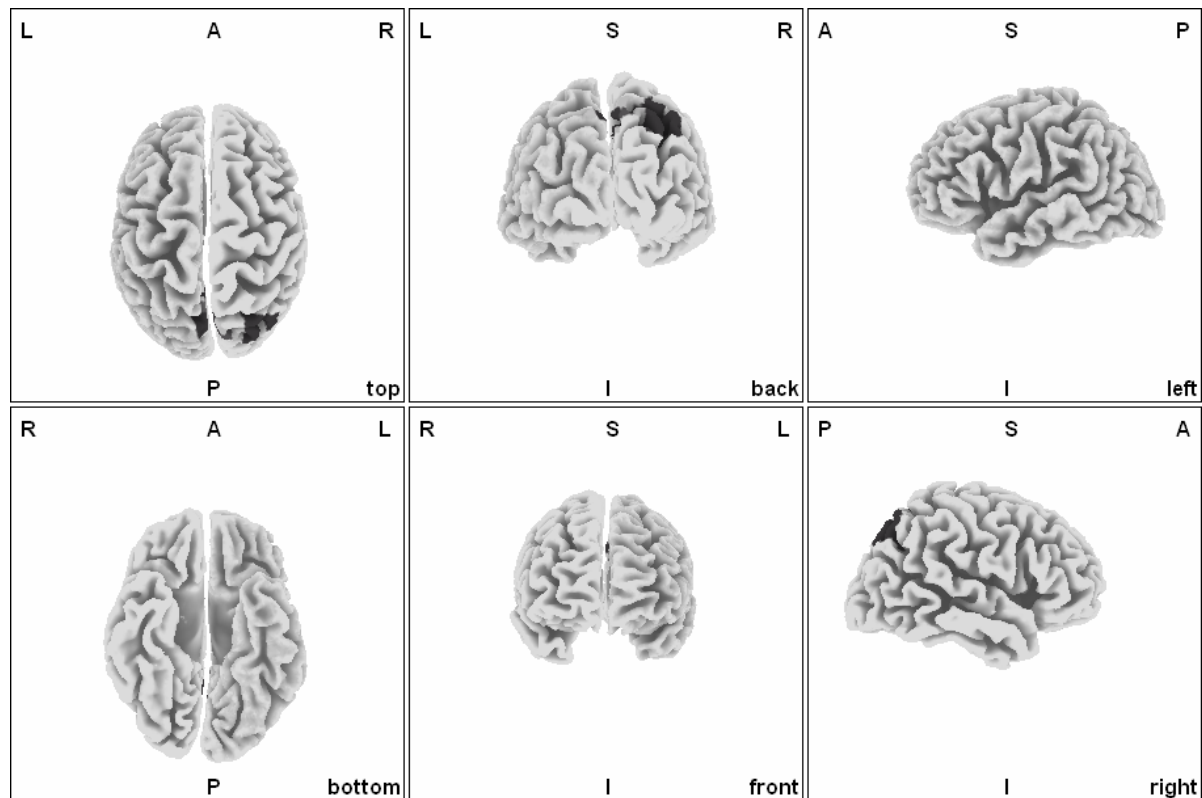 L A R
P top
L S R
I back
A S P
I left
R A L
P bottom
R S L
I front
P S A
I right